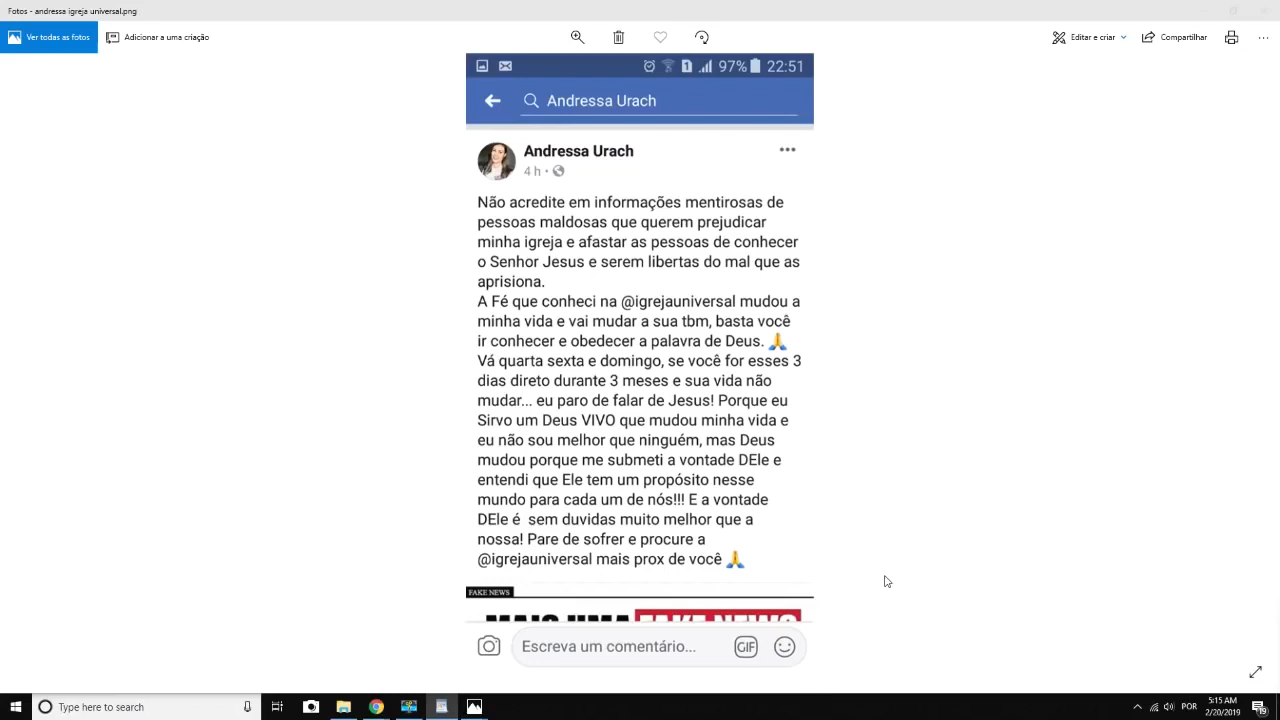 Fotos - andressa igreja universal.png
Ver todas as fotos
Adicionar a uma criação
Editar e criar
Compartilhar
97%
22:51
Andressa Urach
Andressa Urach
4 h
Não acredite em informações mentirosas de
pessoas maldosas que querem prejudicar
minha igreja e afastar as pessoas de conhecer
o Senhor Jesus e serem libertas do mal que as
aprisiona.
A Fé que conheci na @igrejauniversal mudou a
minha vida e vai mudar a sua tbm, basta você
ir conhecer e obedecer a palavra de Deus. 🙏
Vá quarta sexta e domingo, se você for esses 3
dias direto durante 3 meses e sua vida não
mudar... eu paro de falar de Jesus! Porque eu
Sirvo um Deus VIVO que mudou minha vida e
eu não sou melhor que ninguém, mas Deus
mudou porque me submeti a vontade DEle e
entendi que Ele tem um propósito nesse
mundo para cada um de nós!!! E a vontade
DEle é  sem duvidas muito melhor que a
nossa! Pare de sofrer e procure a
@igrejauniversal mais prox de você 🙏
FAKE NEWS
MAIS UMA FAKE NEWS
Escreva um comentário...
GIF
Type here to search
POR
5:15 AM
2/20/2019
19